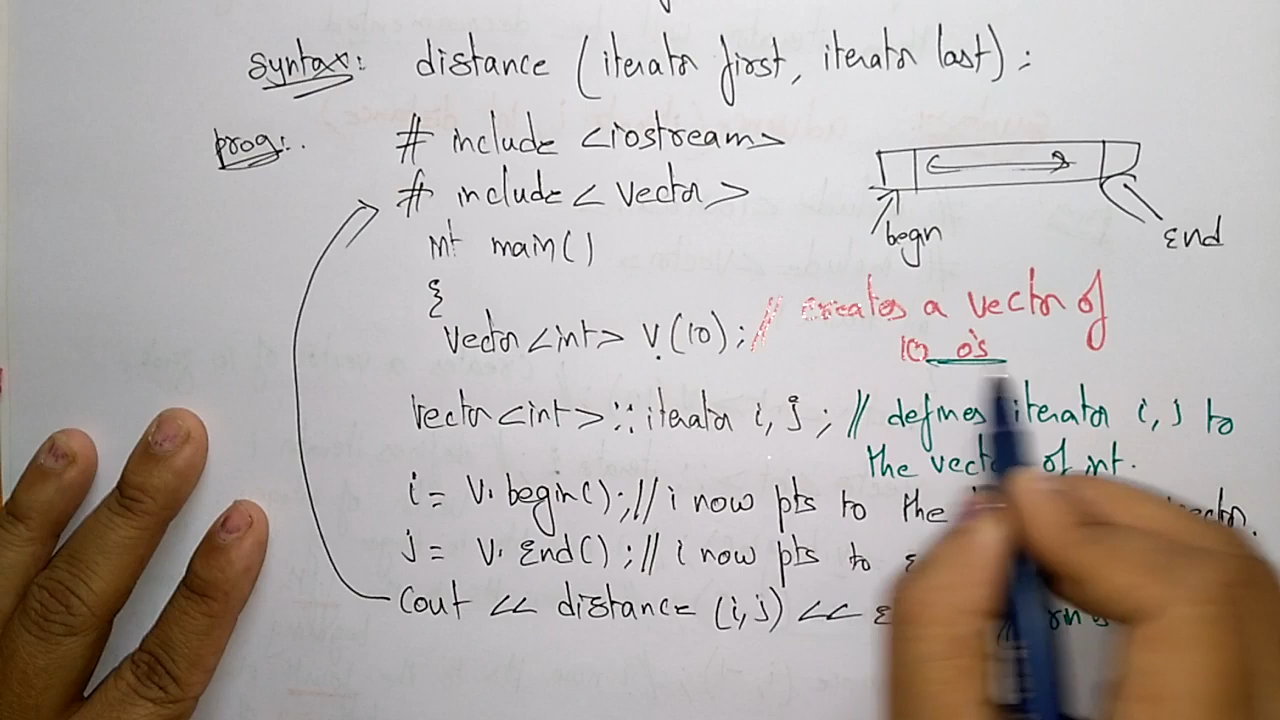 Syntax: distance (iterator first, iterator last);
prog:.
# include <iostream>
# include < vector>
int main()
begin
End
{
vector <int> v(10); // creates a vector of
10 0's
vector <int> :: iterator i, j ; // defines iterator i, j to
the vector of int.
i = v. begin(); // i now pts to the
j = v. End() ; // i now pts to
Cout << distance (i,j) <<